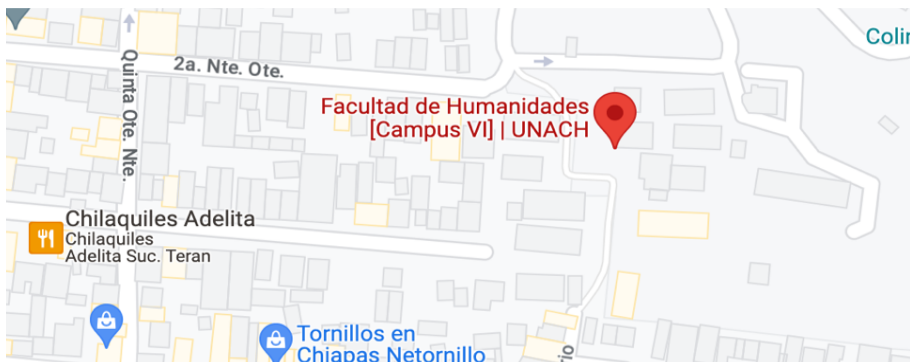 Colin
2a. Nte. Ote.
Quinta Ote. Nte.
Facultad de Humanidades
[Campus VI] | UNACH
Chilaquiles Adelita
Chilaquiles
Adelita Suc. Teran
Tornillos en
Chiapas Netornillo
rio